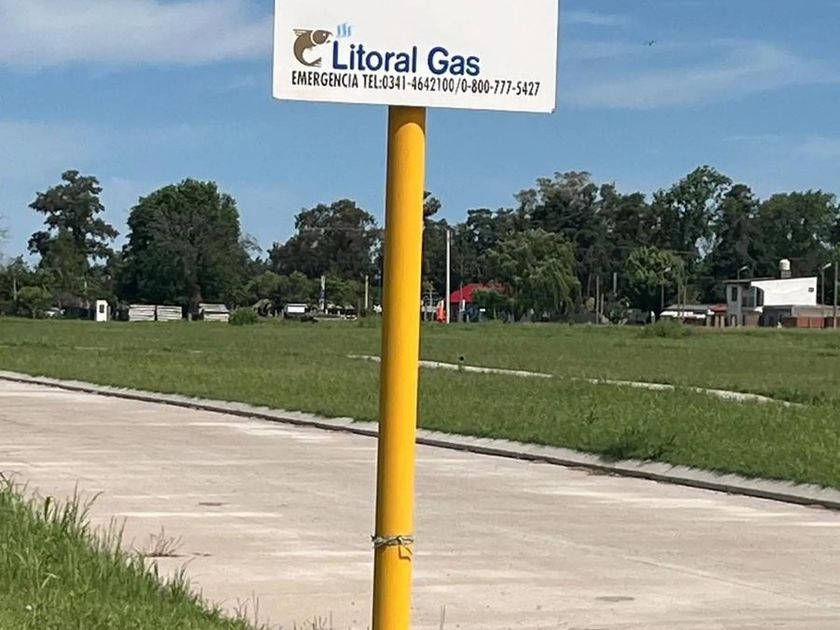 Litoral Gas
EMERGENCIA TEL:0341-4642100/0-800-777-5427